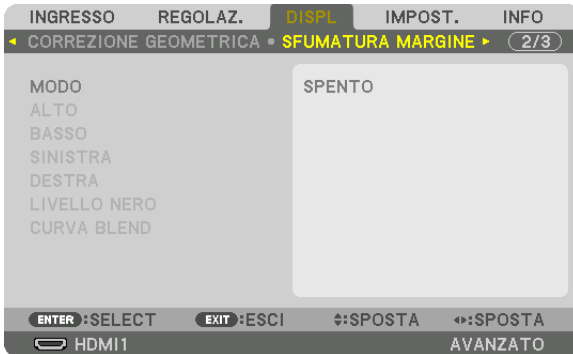 INGRESSO REGOLAZ. DISPL IMPOST. INFO
CORREZIONE GEOMETRICA • SFUMATURA MARGINE 2/3
MODO SPENTO
ALTO
BASSO
SINISTRA
DESTRA
LIVELLO NERO
CURVA BLEND
ENTER :SELECT EXIT :ESCI :SPOSTA :SPOSTA
HDMI1 AVANZATO